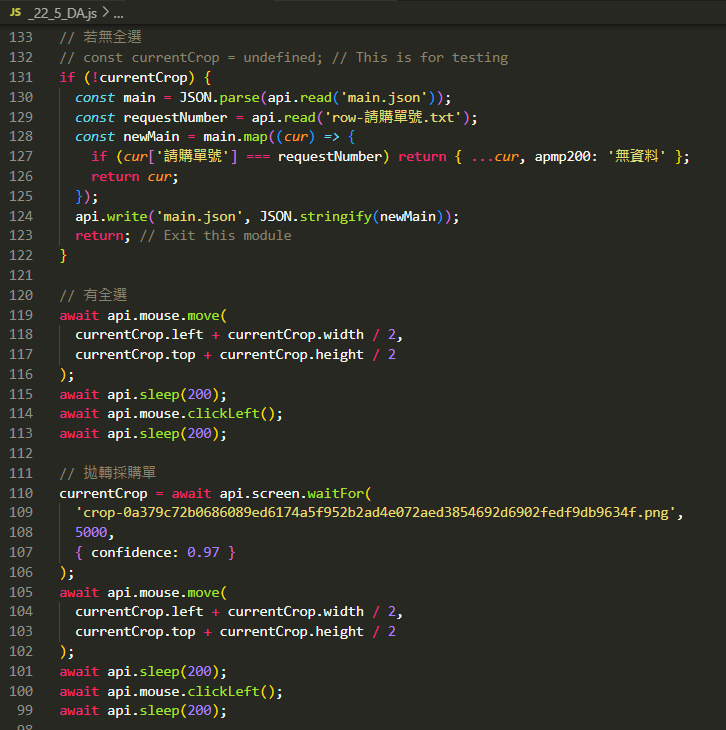 JS _22_5_DA.js > ...
133 // 若無全選
132 // const currentCrop = undefined; // This is for testing
131 if (!currentCrop) {
130 const main = JSON.parse(api.read('main.json'));
129 const requestNumber = api.read('row-請購單號.txt');
128 const newMain = main.map((cur) => {
127 if (cur['請購單號'] === requestNumber) return { ...cur, apmp200: '無資料' };
126 return cur;
125 });
124 api.write('main.json', JSON.stringify(newMain));
123 return; // Exit this module
122 }
121
120 // 有全選
119 await api.mouse.move(
118 currentCrop.left + currentCrop.width / 2,
117 currentCrop.top + currentCrop.height / 2
116 );
115 await api.sleep(200);
114 await api.mouse.clickLeft();
113 await api.sleep(200);
112
111 // 拋轉採購單
110 currentCrop = await api.screen.waitFor(
109 'crop-0a379c72b0686089ed6174a5f952b2ad4e072aed3854692d6902fedf9db9634f.png',
108 5000,
107 { confidence: 0.97 }
106 );
105 await api.mouse.move(
104 currentCrop.left + currentCrop.width / 2,
103 currentCrop.top + currentCrop.height / 2
102 );
101 await api.sleep(200);
100 await api.mouse.clickLeft();
99 await api.sleep(200);
98